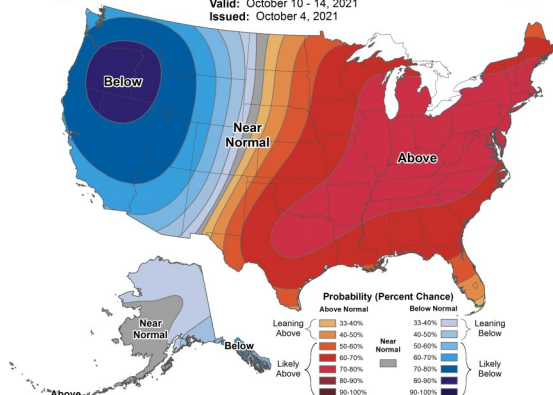 Valid: October 10 - 14, 2021
Issued: October 4, 2021
Below
Near
Normal
Above
Near
Normal
Below
Above
Probability (Percent Chance)
Above Normal
Below Normal
Leaning
Above
33-40%
40-50%
33-40%
40-50%
Leaning
Below
Likely
Above
50-60%
60-70%
70-80%
80-90%
90-100%
Near
Normal
50-60%
60-70%
70-80%
80-90%
90-100%
Likely
Below